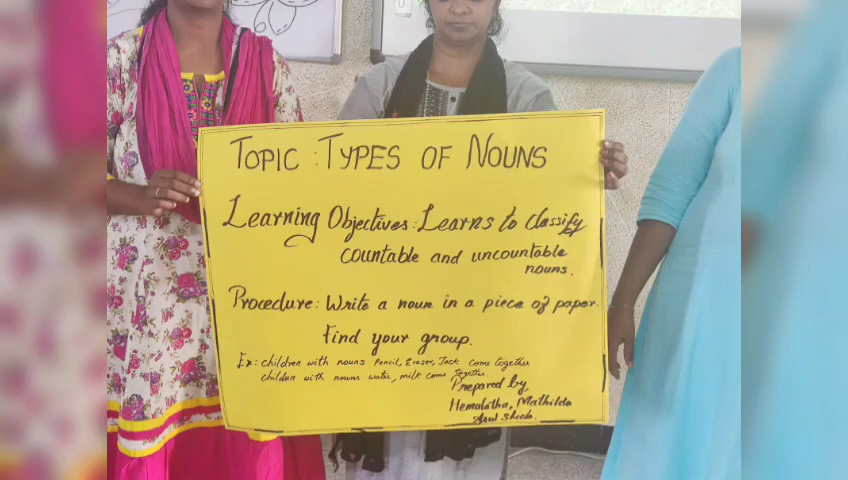 TOPIC : TYPES OF NOUNS
Learning Objectives : Learns to classify
countable and uncountable
nouns.
Procedure : Write a noun in a piece of paper.
Find your group.
Ex : children with nouns Pencil, Eraser, Jack come together
children with nouns water, milk come together.
Prepared by,
Hemalatha, Mathilda